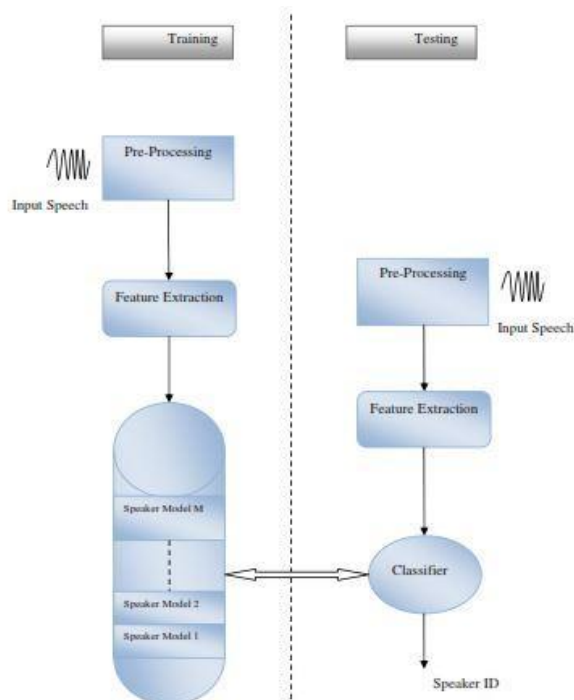 Training
Testing
Pre-Processing
Input Speech
Feature Extraction
Pre-Processing
Input Speech
Feature Extraction
Speaker Model M
Speaker Model 2
Speaker Model 1
Classifier
Speaker ID